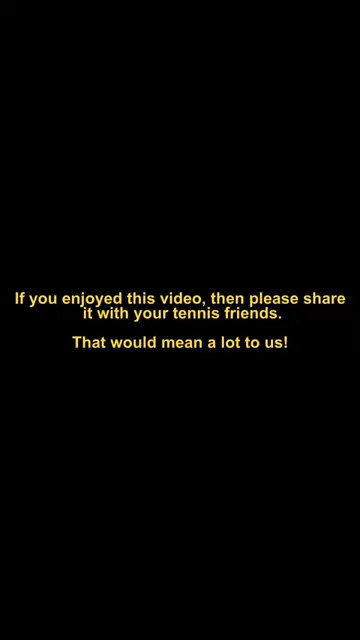 If you enjoyed this video, then please share
it with your tennis friends.
That would mean a lot to us!